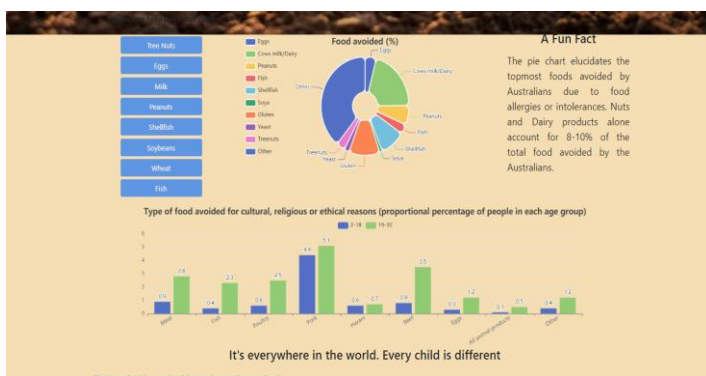 Tree Nuts
Eggs
Milk
Peanuts
Shellfish
Soybeans
Wheat
Fish
Food avoided (%)
Eggs
Cows milk/Dairy
Peanuts
Fish
Shellfish
Soya
Gluten
Yeast
Treenuts
Other
Eggs
Cows milk/Dairy
Peanuts
Fish
Shellfish
Soya
Gluten
Yeast
Treenuts
Other
A Fun Fact
The pie chart elucidates the
topmost foods avoided by
Australians due to food
allergies or intolerances. Nuts
and Dairy products alone
account for 8-10% of the
total food avoided by the
Australians.
Type of food avoided for cultural, religious or ethical reasons (proportional percentage of people in each age group)
2-18 19-30
6
5
4
3
2
1
0
0.9 2.8 0.4 2.3 0.6 2.5 4.4 5.1 0.6 0.7 0.8 3.5 0.3 1.2 0.1 0.5 0.4 1.2
Meat Fish Poultry Pork Haram Beef Eggs All animal products Other
It's everywhere in the world. Every child is different